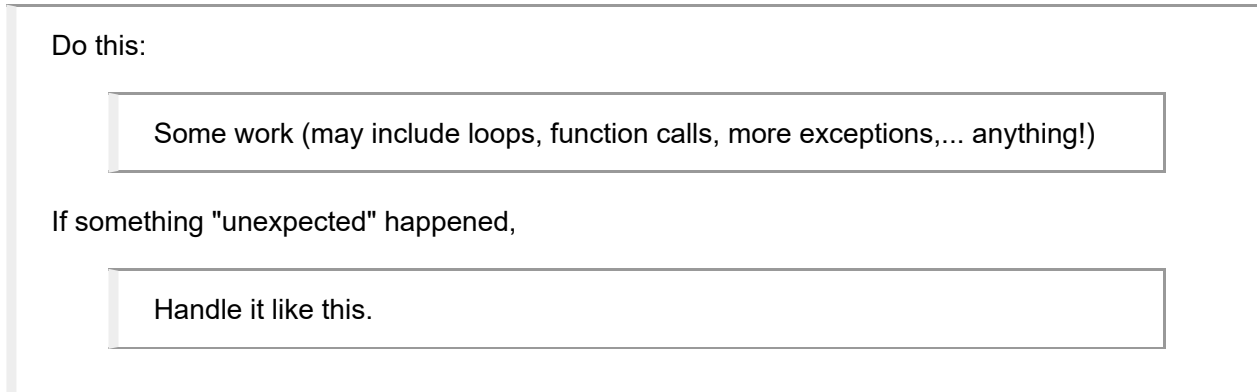 Do this:
Some work (may include loops, function calls, more exceptions,... anything!)
If something "unexpected" happened,
Handle it like this.